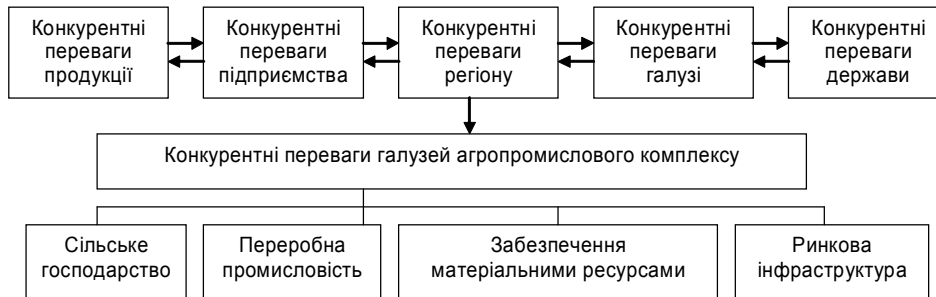 Конкурентні
переваги
продукції
Конкурентні
переваги
підприємства
Конкурентні
переваги
регіону
Конкурентні
переваги
галузі
Конкурентні
переваги
держави
Конкурентні переваги галузей агропромислового комплексу
Сільське
господарство
Переробна
промисловість
Забезпечення
матеріальними ресурсами
Ринкова
інфраструктура